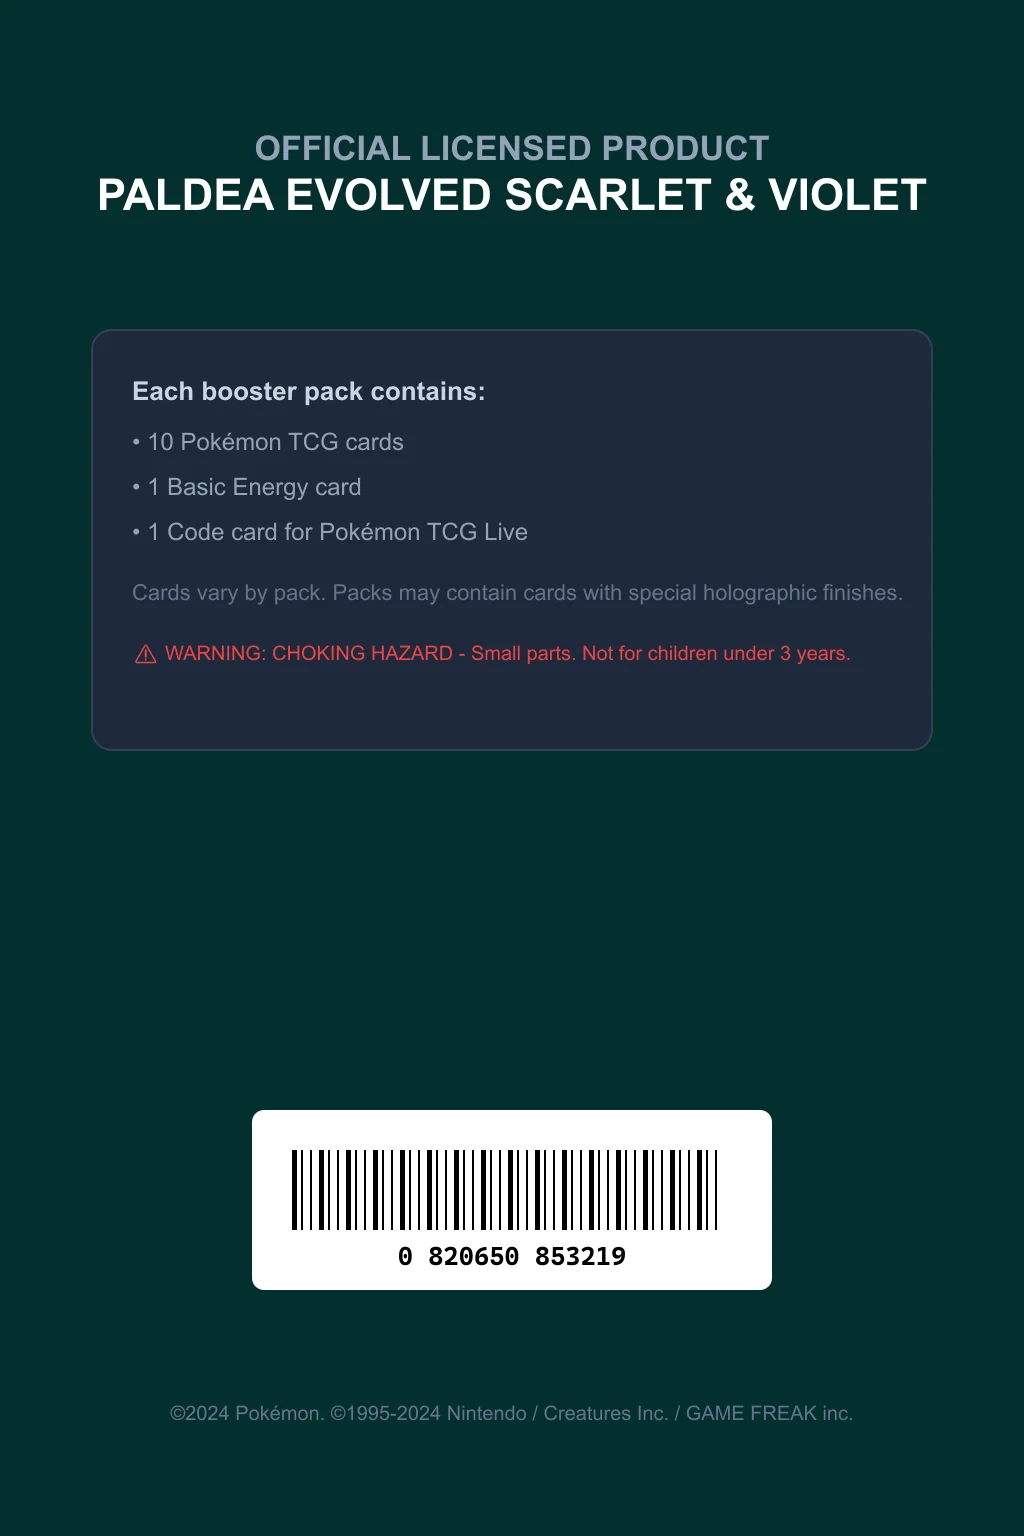 OFFICIAL LICENSED PRODUCT
PALDEA EVOLVED SCARLET & VIOLET
Each booster pack contains:
• 10 Pokémon TCG cards
• 1 Basic Energy card
• 1 Code card for Pokémon TCG Live
Cards vary by pack. Packs may contain cards with special holographic finishes.
⚠ WARNING: CHOKING HAZARD - Small parts. Not for children under 3 years.
0 820650 853219
©2024 Pokémon. ©1995-2024 Nintendo / Creatures Inc. / GAME FREAK inc.